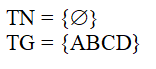 TN = {∅}
TG = {ABCD}